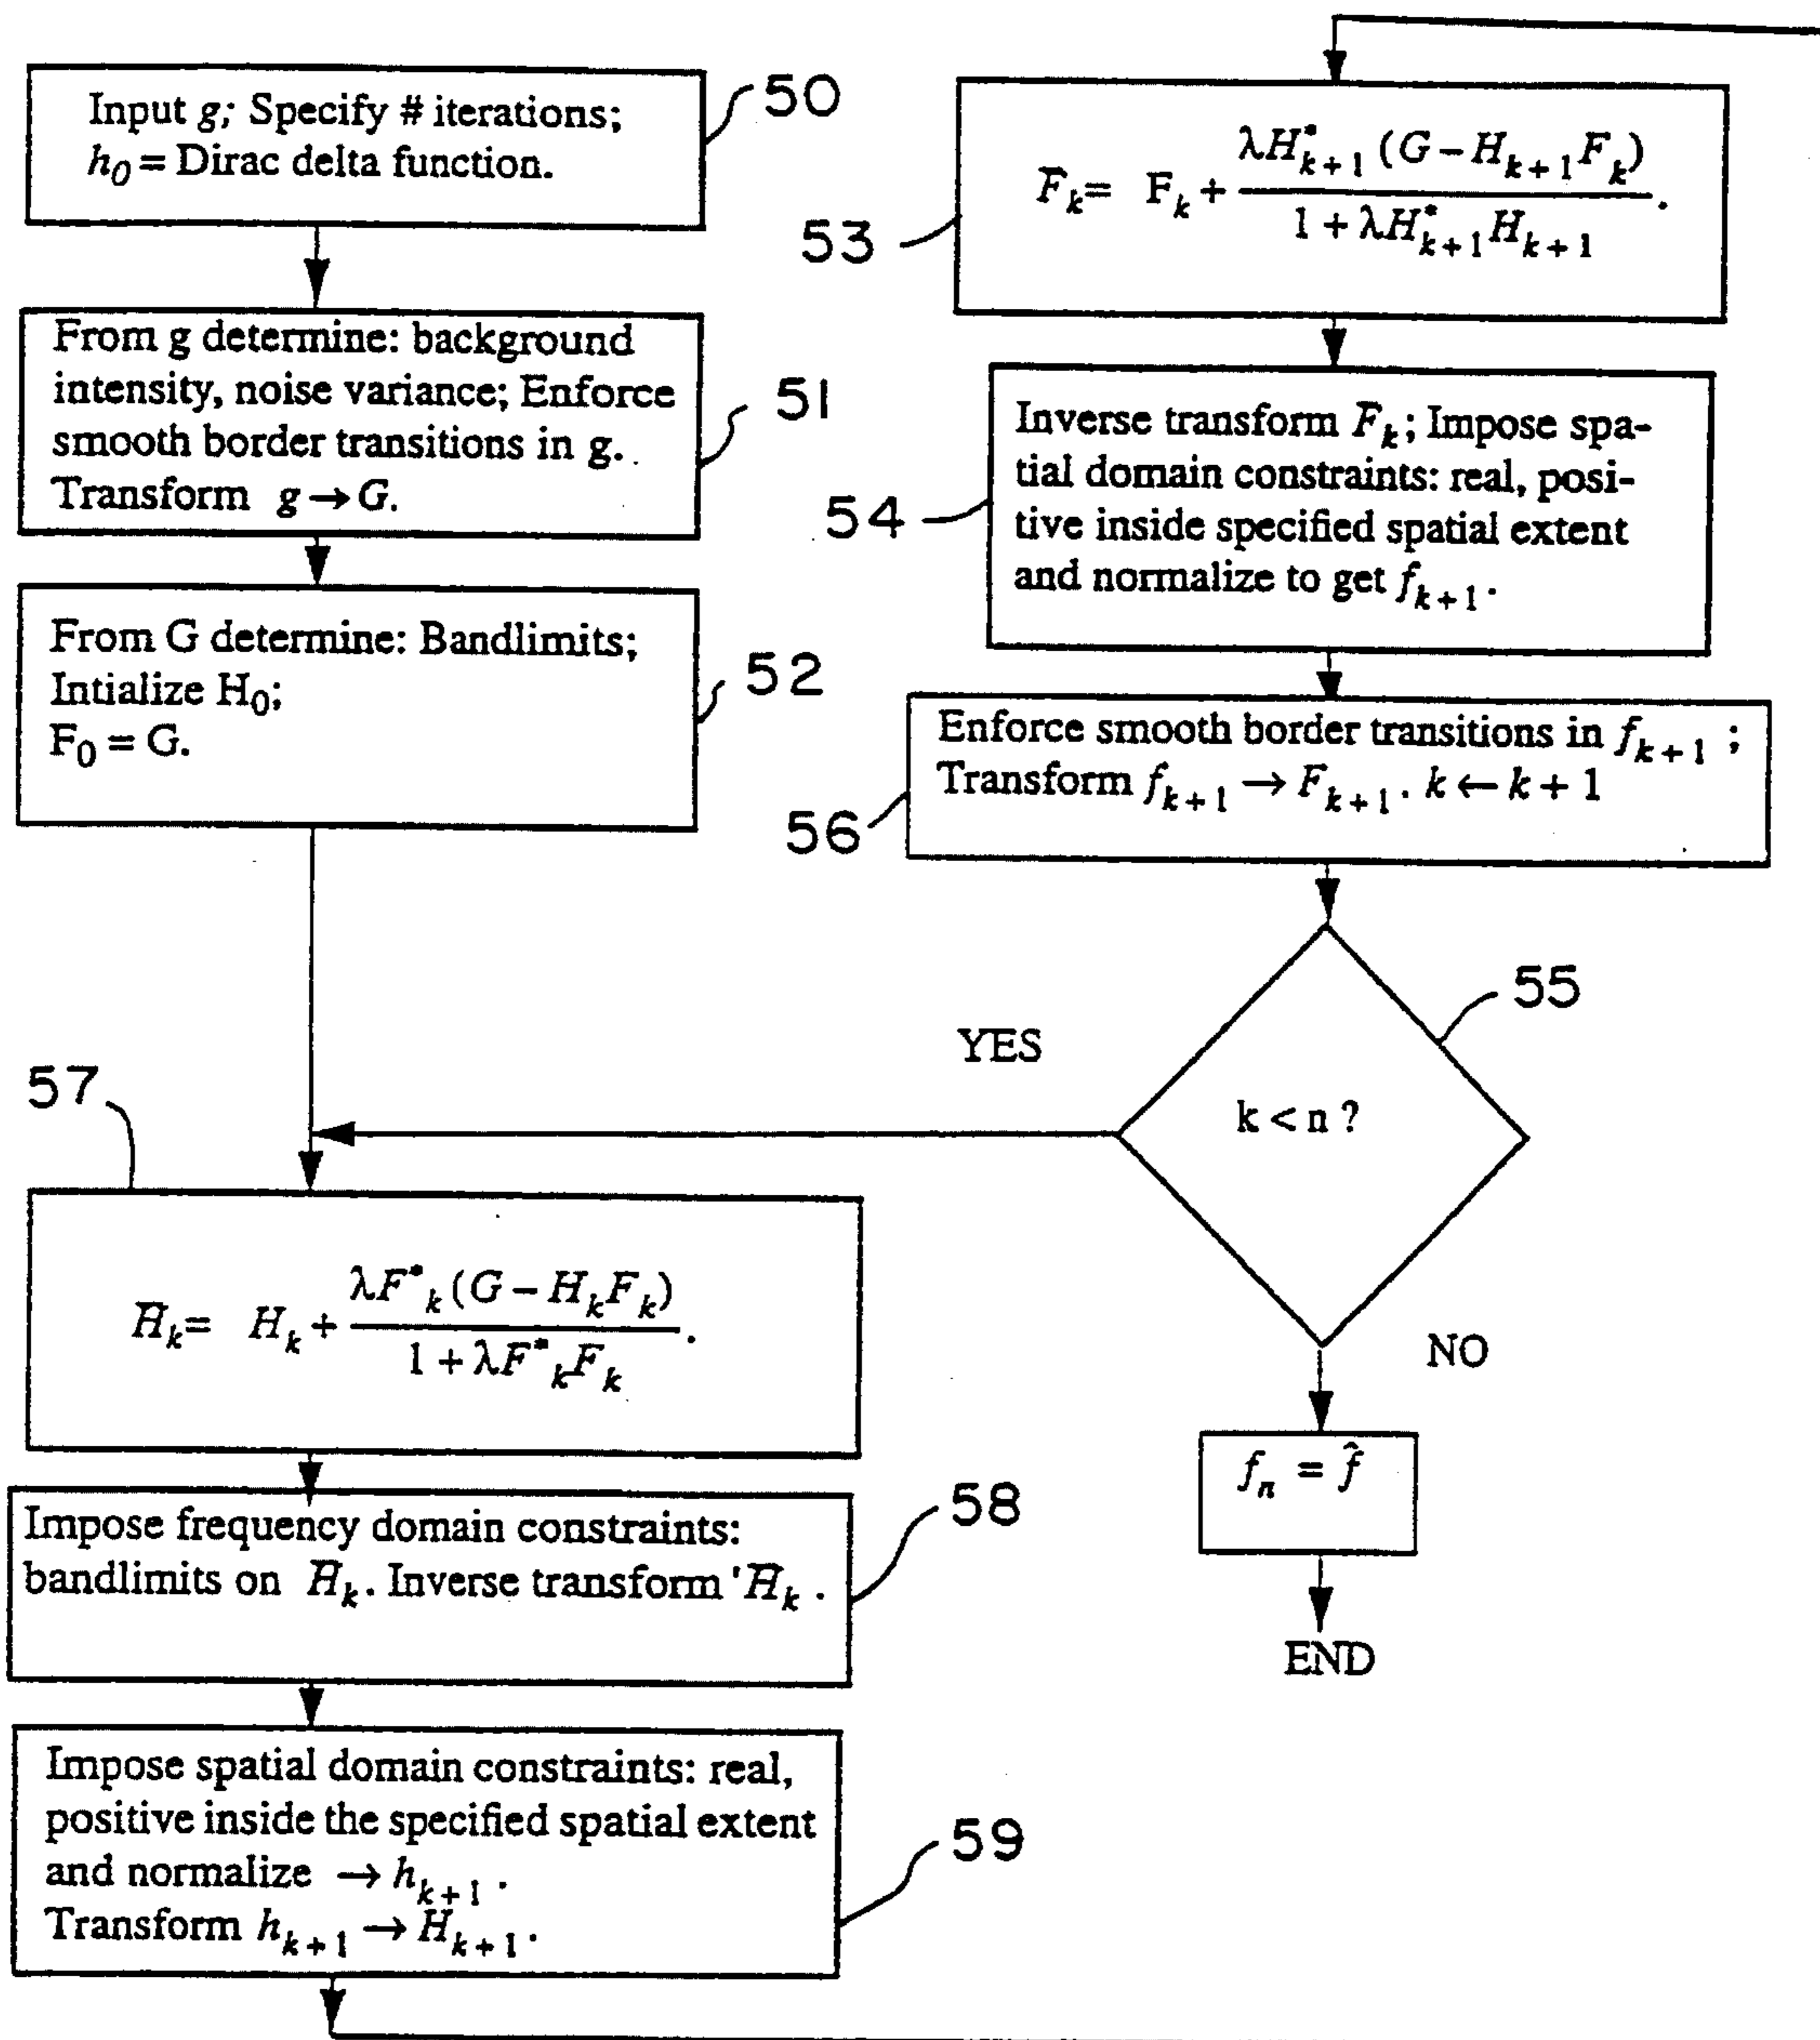 Input g; Specify # iterations;
h₀ = Dirac delta function.
50
From g determine: background
intensity, noise variance; Enforce
smooth border transitions in g.
Transform g → G.
51
From G determine: Bandlimits;
Intialize H₀;
F₀ = G.
52
57
H̄ₖ = Hₖ + λF*ₖ(G – HₖFₖ) / 1 + λF*ₖFₖ.
Impose frequency domain constraints:
bandlimits on H̄ₖ. Inverse transform 'H̄ₖ.
58
Impose spatial domain constraints: real,
positive inside the specified spatial extent
and normalize → hₖ₊₁.
Transform hₖ₊₁ → Hₖ₊₁.
59
F̄ₖ = Fₖ + λH*ₖ₊₁ (G – Hₖ₊₁Fₖ) / 1 + λH*ₖ₊₁Hₖ₊₁.
53
Inverse transform F̄ₖ; Impose spa-
tial domain constraints: real, posi-
tive inside specified spatial extent
and normalize to get fₖ₊₁.
54
Enforce smooth border transitions in fₖ₊₁;
Transform fₖ₊₁ → Fₖ₊₁. k ← k + 1
56
55
YES
k < n ?
NO
fₙ = f̂
END